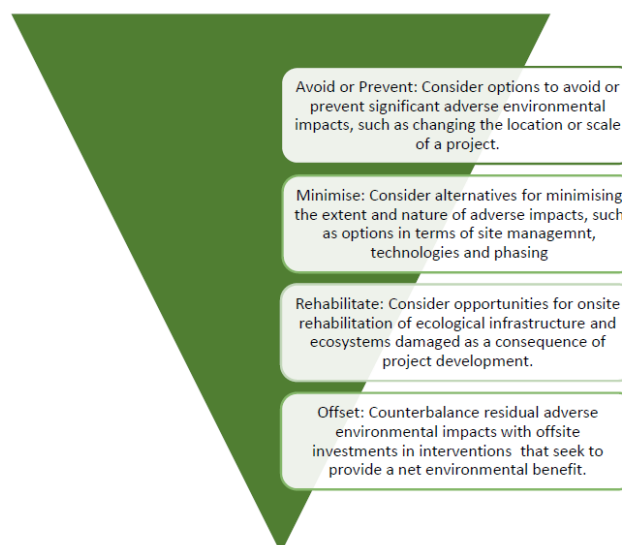 Avoid or Prevent: Consider options to avoid or
prevent significant adverse environmental
impacts, such as changing the location or scale
of a project.
Minimise: Consider alternatives for minimising
the extent and nature of adverse impacts, such
as options in terms of site managemnt,
technologies and phasing
Rehabilitate: Consider opportunities for onsite
rehabilitation of ecological infrastructure and
ecosystems damaged as a consequence of
project development.
Offset: Counterbalance residual adverse
environmental impacts with offsite
investments in interventions that seek to
provide a net environmental benefit.